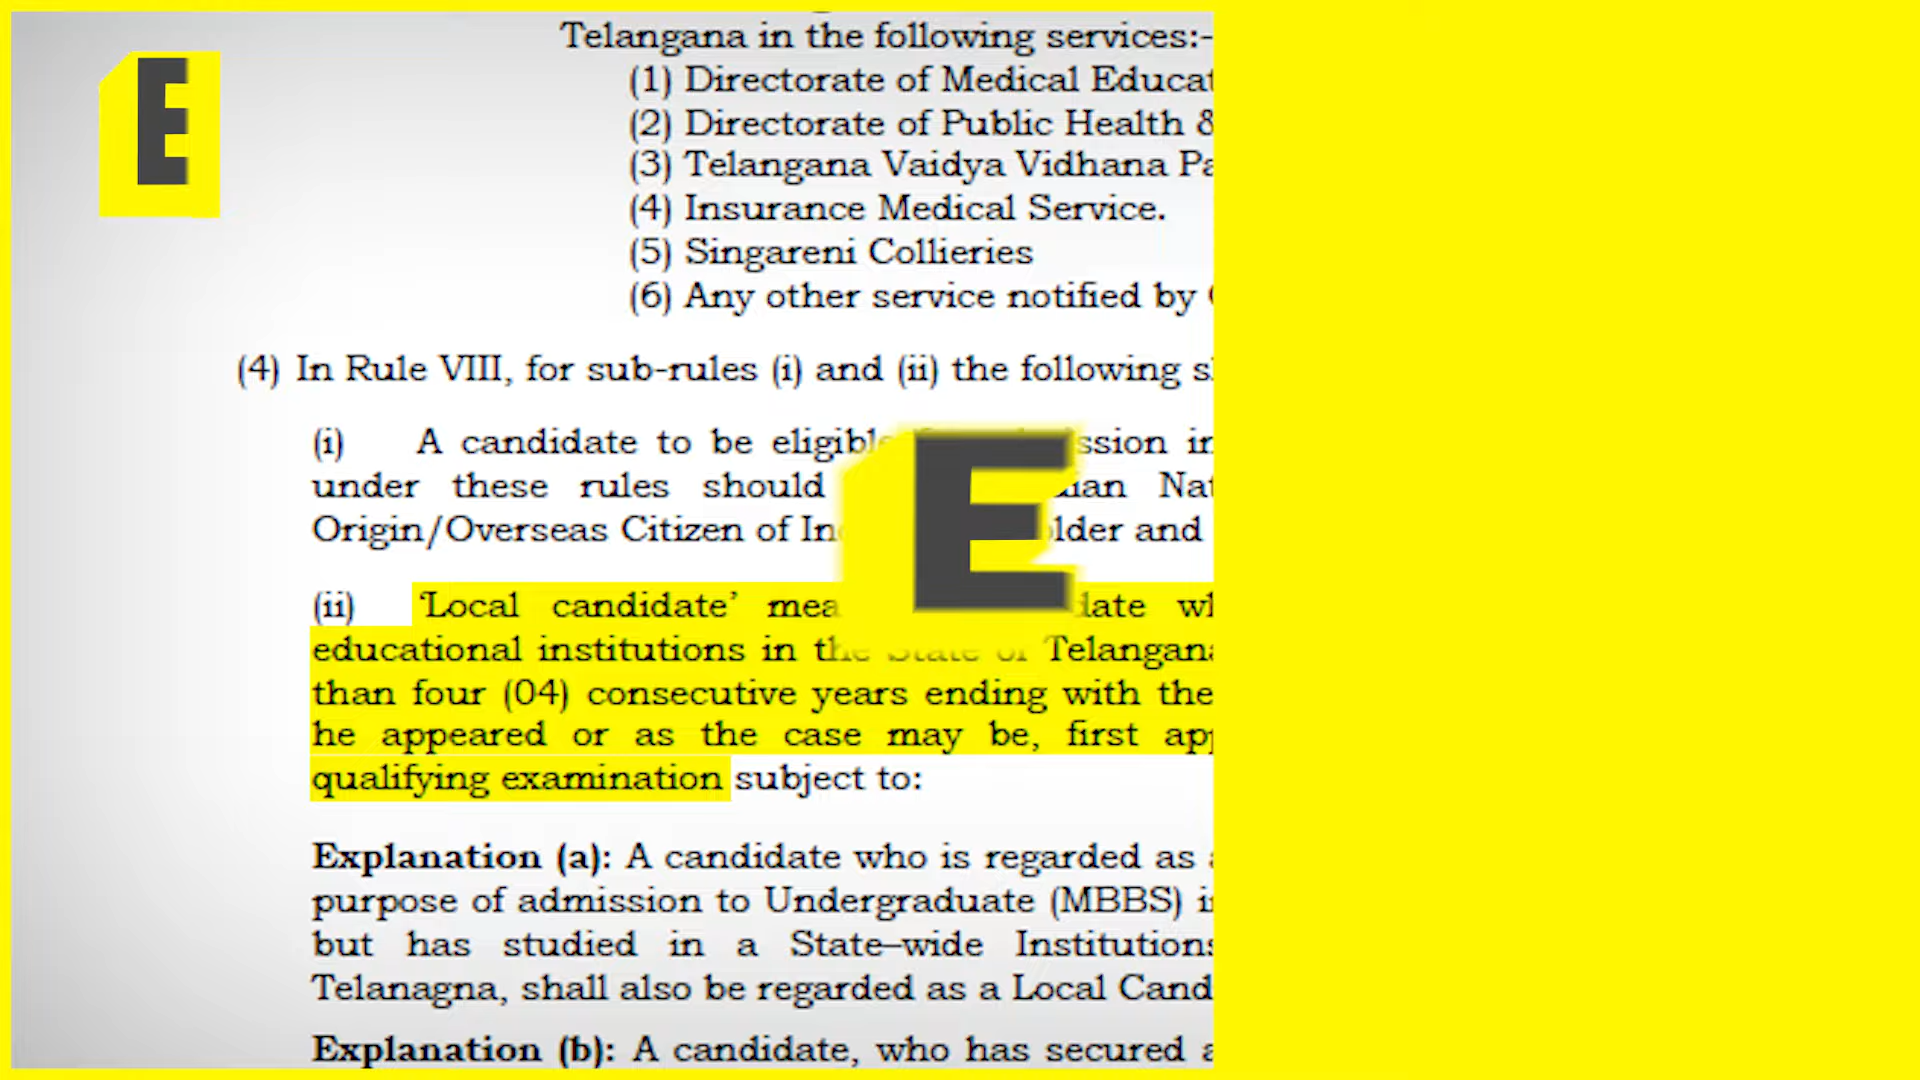 E
Telangana in the following services:-
(1) Directorate of Medical
(2) Directorate of Public Health &
(3) Telangana Vaidya Vidhana
(4) Insurance Medical Service.
(5) Singareni Collieries
(6) Any other service notified by
(4) In Rule VIII, for sub-rules (i) and (ii) the following
(i) A candidate to be
under these rules should
Origin/Overseas Citizen of and
E
(ii) ‘Local candidate’
educational institutions in the State of
than four (04) consecutive years ending with the
he appeared or as the case may be, first
qualifying examination subject to:
Explanation (a): A candidate who is regarded as
purpose of admission to Undergraduate (MBBS)
but has studied in a State–wide
Telanagna, shall also be regarded as a Local
Explanation (b): A candidate, who has secured